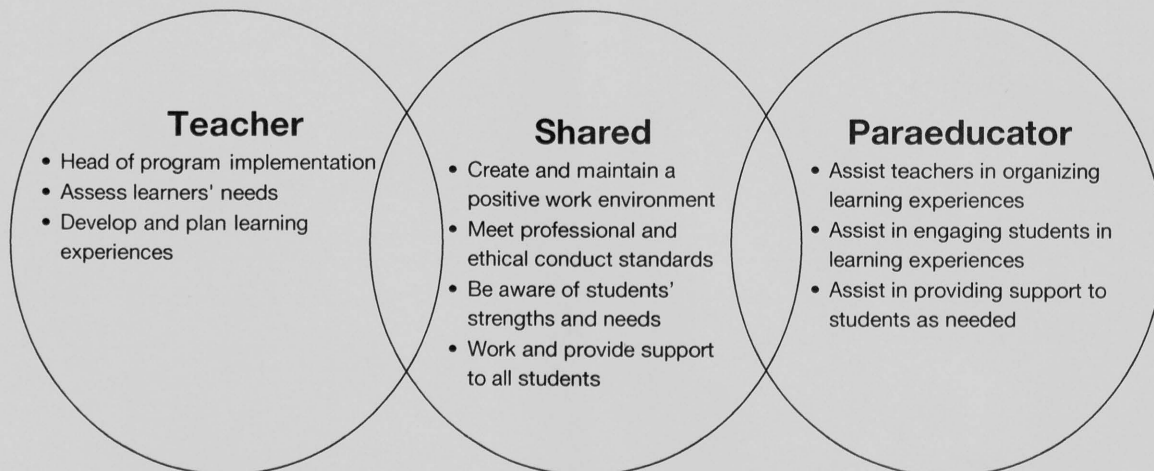 Teacher
• Head of program implementation
• Assess learners' needs
• Develop and plan learning
experiences
Shared
• Create and maintain a
positive work environment
• Meet professional and
ethical conduct standards
• Be aware of students'
strengths and needs
• Work and provide support
to all students
Paraeducator
• Assist teachers in organizing
learning experiences
• Assist in engaging students in
learning experiences
• Assist in providing support to
students as needed